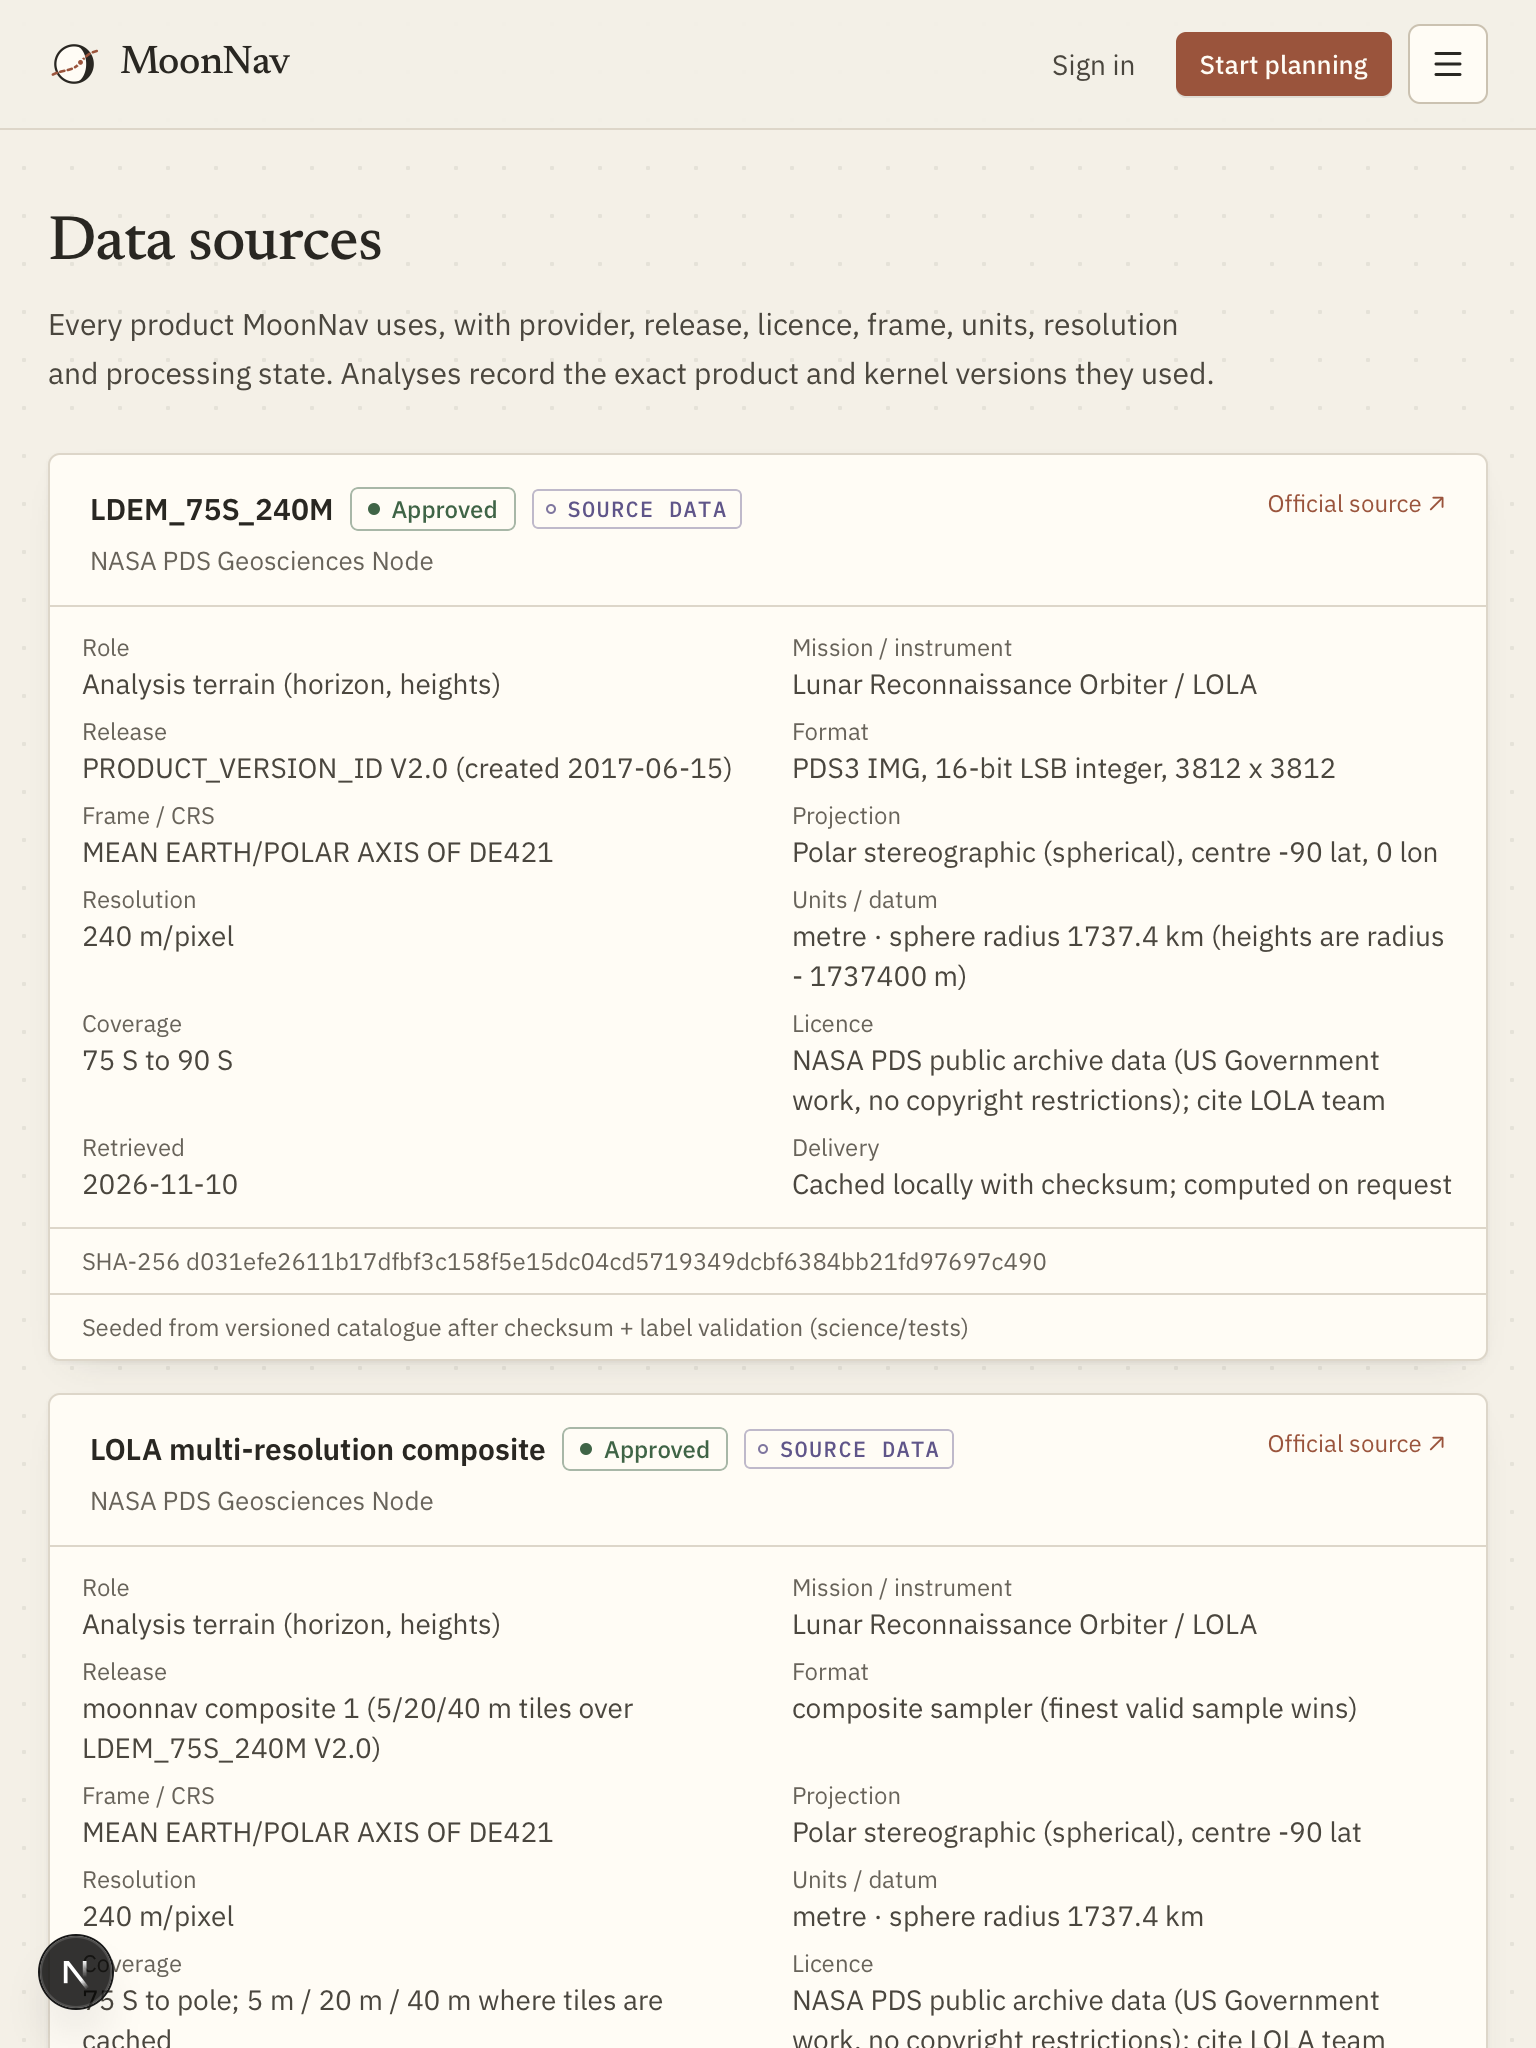 MoonNav
Sign in
Start planning
Data sources
Every product MoonNav uses, with provider, release, licence, frame, units, resolution
and processing state. Analyses record the exact product and kernel versions they used.
LDEM_75S_240M
Approved
SOURCE DATA
Official source ↗
NASA PDS Geosciences Node
Role
Analysis terrain (horizon, heights)
Mission / instrument
Lunar Reconnaissance Orbiter / LOLA
Release
PRODUCT_VERSION_ID V2.0 (created 2017-06-15)
Format
PDS3 IMG, 16-bit LSB integer, 3812 x 3812
Frame / CRS
MEAN EARTH/POLAR AXIS OF DE421
Projection
Polar stereographic (spherical), centre -90 lat, 0 lon
Resolution
240 m/pixel
Units / datum
metre · sphere radius 1737.4 km (heights are radius
- 1737400 m)
Coverage
75 S to 90 S
Licence
NASA PDS public archive data (US Government
work, no copyright restrictions); cite LOLA team
Retrieved
2026-11-10
Delivery
Cached locally with checksum; computed on request
SHA-256 d031efe2611b17dfbf3c158f5e15dc04cd5719349dcbf6384bb21fd97697c490
Seeded from versioned catalogue after checksum + label validation (science/tests)
LOLA multi-resolution composite
Approved
SOURCE DATA
Official source ↗
NASA PDS Geosciences Node
Role
Analysis terrain (horizon, heights)
Mission / instrument
Lunar Reconnaissance Orbiter / LOLA
Release
moonnav composite 1 (5/20/40 m tiles over
LDEM_75S_240M V2.0)
Format
composite sampler (finest valid sample wins)
Frame / CRS
MEAN EARTH/POLAR AXIS OF DE421
Projection
Polar stereographic (spherical), centre -90 lat
Resolution
240 m/pixel
Units / datum
metre · sphere radius 1737.4 km
Coverage
75 S to pole; 5 m / 20 m / 40 m where tiles are
cached
Licence
NASA PDS public archive data (US Government
work, no copyright restrictions); cite LOLA team
N